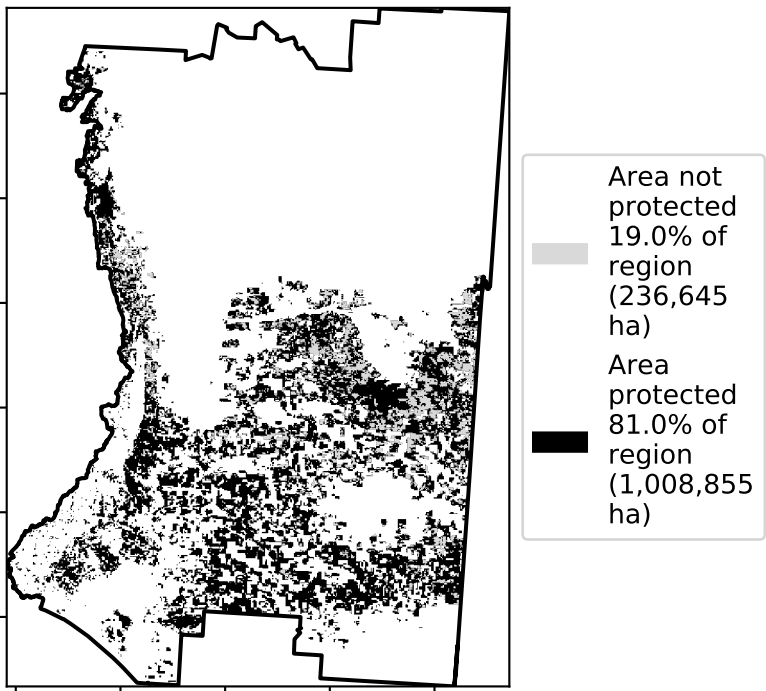 Area not
protected
19.0% of
region
(236,645
ha)
Area
protected
81.0% of
region
(1,008,855
ha)